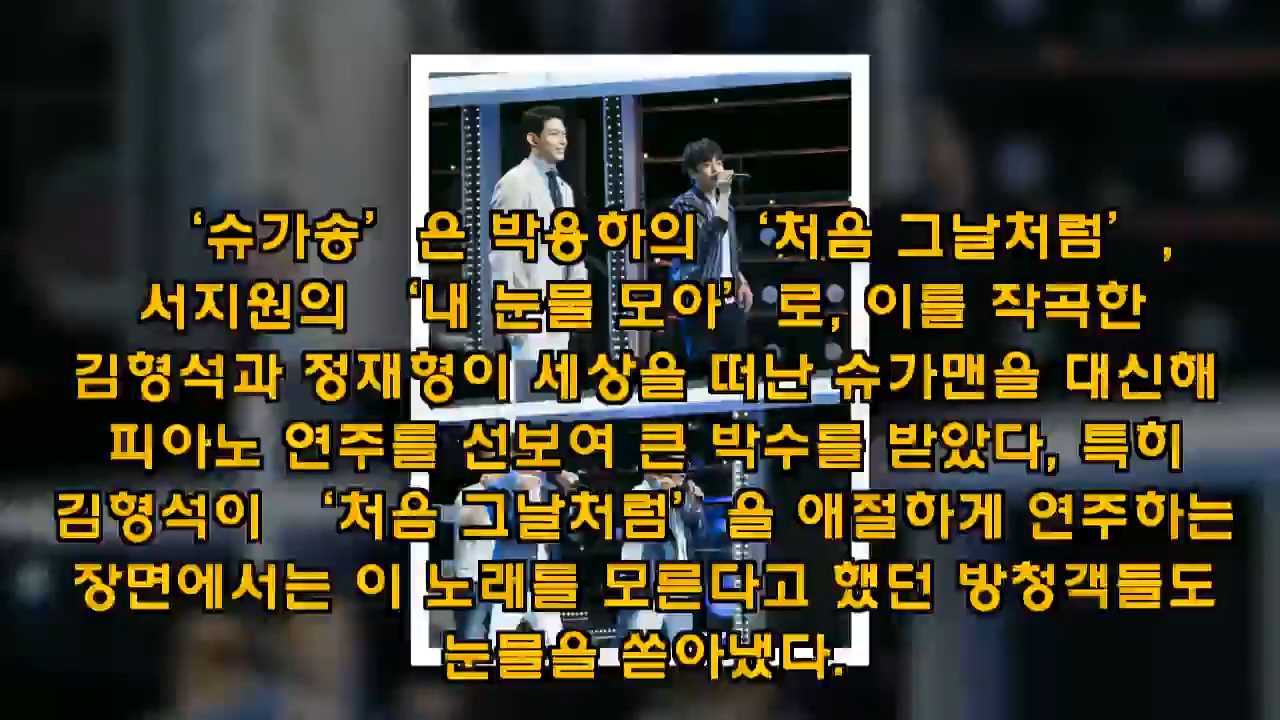 ‘슈가송’ 은 박용하의 ‘처음 그날처럼’ ,
서지원의 ‘내 눈물 모아’ 로, 이를 작곡한
김형석과 정재형이 세상을 떠난 슈가맨을 대신해
피아노 연주를 선보여 큰 박수를 받았다, 특히
김형석이 ‘처음 그날처럼’ 을 애절하게 연주하는
장면에서는 이 노래를 모른다고 했던 방청객들도
눈물을 쏟아냈다.